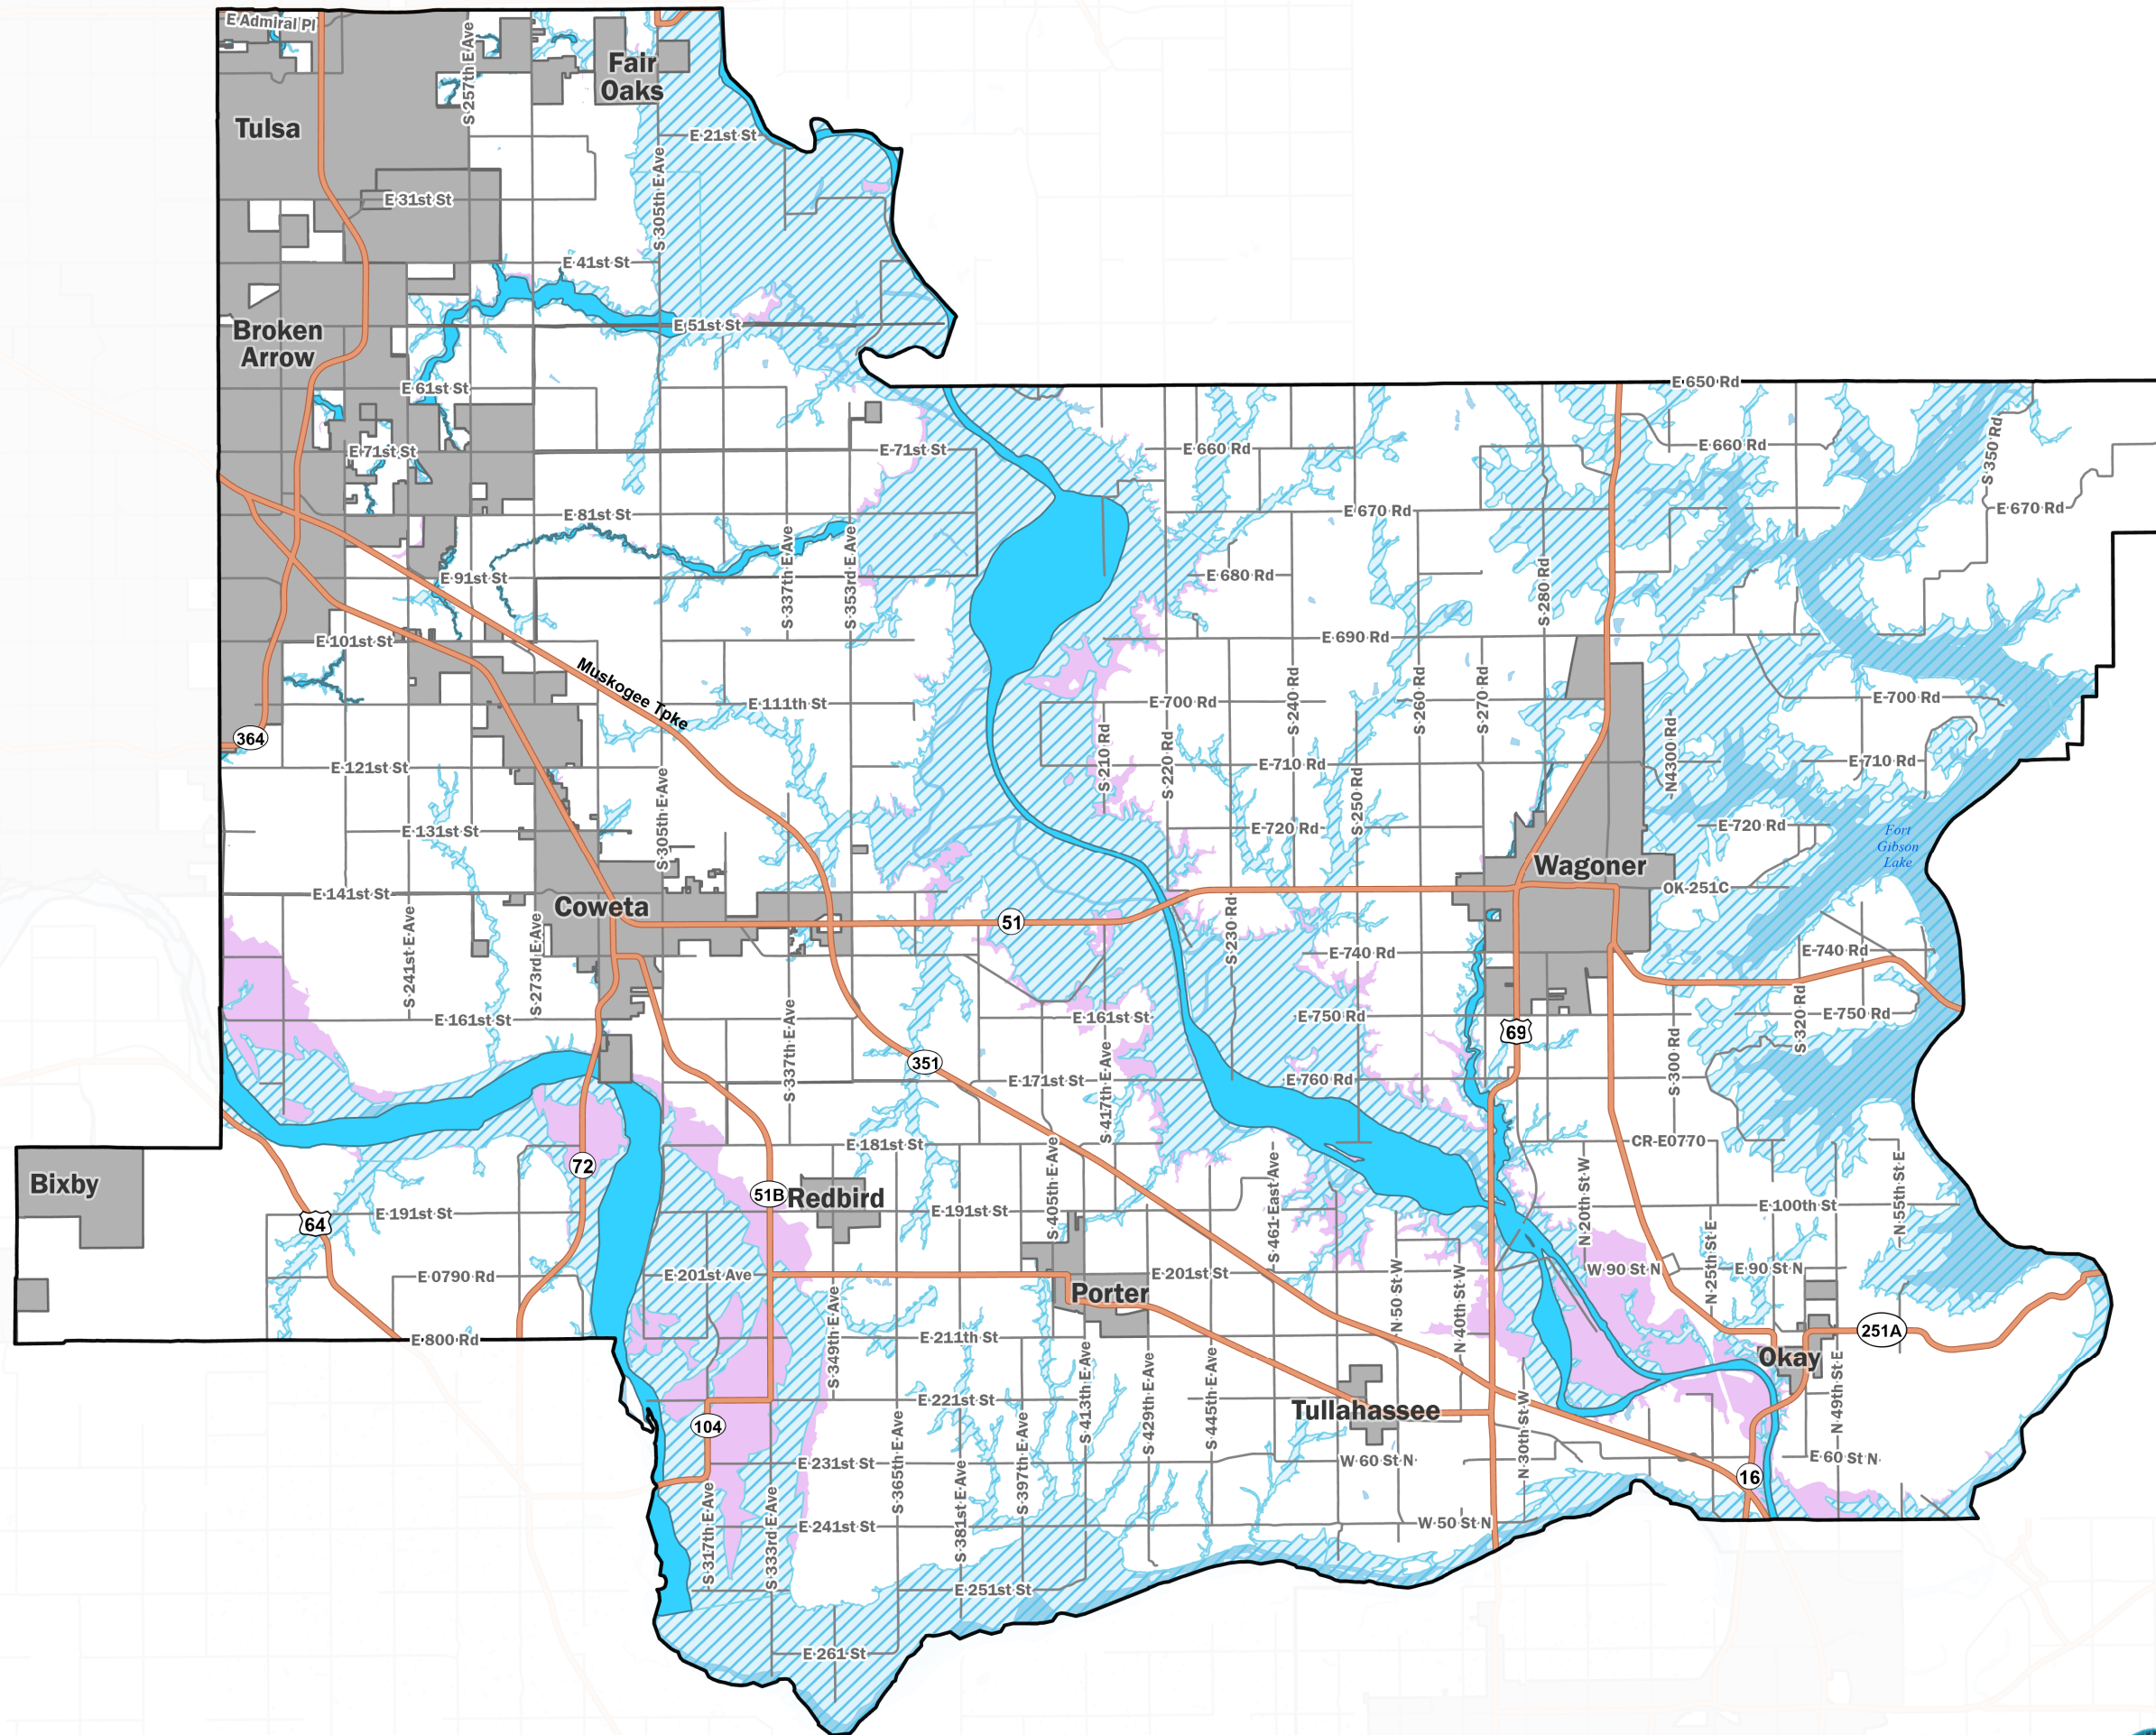 E Admiral Pl
S 257th E Ave
Fair
Oaks
Tulsa
E 21st St
S 305th E Ave
E 31st St
E 41st St
E 51st St
Broken
Arrow
E 61st St
E 650 Rd
E 71st St
E 71st St
E 660 Rd
E 660 Rd
S 350 Rd
E 81st St
E 670 Rd
E 670 Rd
S 337th E Ave
S 353rd E Ave
E 91st St
E 680 Rd
S 280 Rd
E 101st St
E 690 Rd
Muskogee Tpke
E 111th St
E 700 Rd
S 240 Rd
S 260 Rd
S 270 Rd
E 700 Rd
364
S 210 Rd
S 220 Rd
N4300 Rd
E 121st St
E 710 Rd
E 710 Rd
S 305th E Ave
S 250 Rd
E 131st St
E 720 Rd
E 720 Rd
Fort
Gibson
Lake
Wagoner
E 141st St
OK 251C
Coweta
51
S 241st E Ave
S 273rd E Ave
S 230 Rd
E 740 Rd
E 740 Rd
E 161st St
S 337th E Ave
E 161st St
E 750 Rd
69
S 320 Rd
E 750 Rd
351
S 300 Rd
E 171st St
S 417th E Ave
E 760 Rd
E 181st St
CR-E0770
72
Bixby
51B
Redbird
S 405th E Ave
S 461 East Ave
N 20th St W
N 55th St E
64
E 191st St
E 191st St
E 100th St
E 0790 Rd
E 201st Ave
E 201st St
W 90 St N
E 90 St N
N 25th St E
Porter
S 349th E Ave
N 50 St W
N 40th St W
E 800 Rd
E 211th St
251A
Okay
E 221st St
S 413th E Ave
S 429th E Ave
S 445th E Ave
N 49th St E
104
Tullahassee
S 365th E Ave
S 381st E Ave
S 397th E Ave
N 30th St W
E 231st St
W 60 St N
E 60 St N
16
S 317th E Ave
S 333rd E Ave
E 241st St
W 50 St N
E 251st St
E 261 St